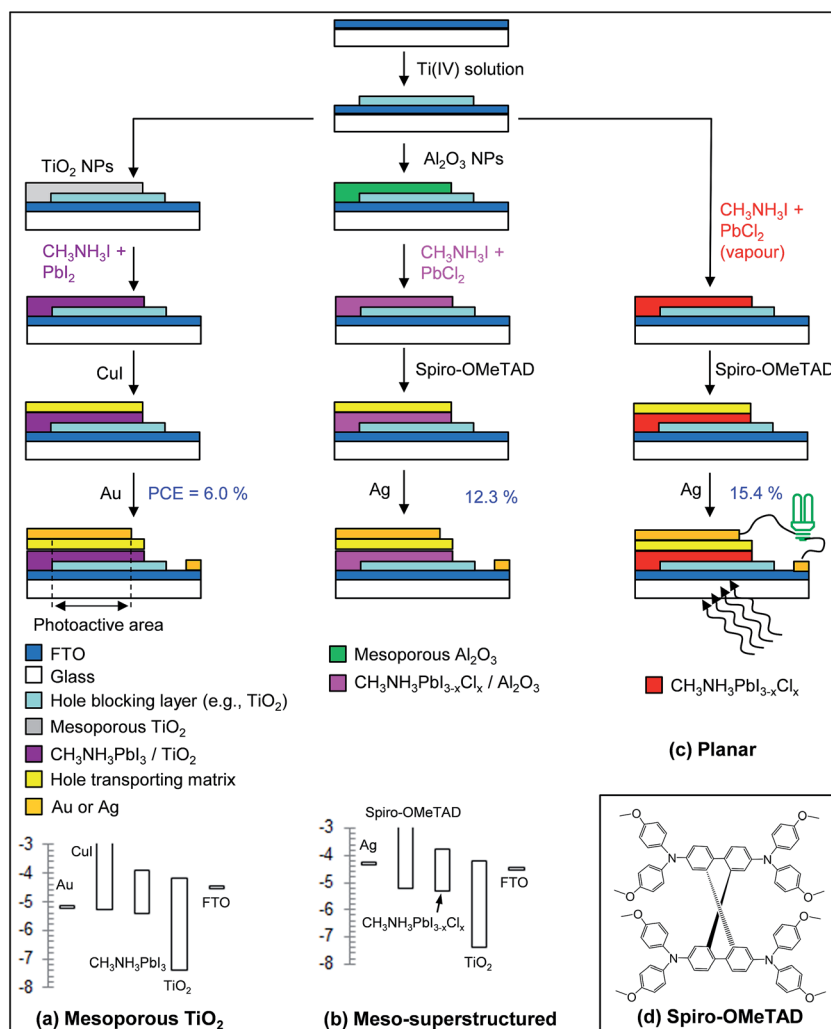 Ti(IV) solution
TiO₂ NPs
Al₂O₃ NPs
CH₃NH₃I +
PbI₂
CH₃NH₃I +
PbCl₂
CH₃NH₃I +
PbCl₂
(vapour)
CuI
Spiro-OMeTAD
Spiro-OMeTAD
Au
PCE = 6.0 %
Ag
12.3 %
Ag
15.4 %
Photoactive area
FTO
Glass
Hole blocking layer (e.g., TiO₂)
Mesoporous TiO₂
CH₃NH₃PbI₃ / TiO₂
Hole transporting matrix
Au or Ag
Mesoporous Al₂O₃
CH₃NH₃PbI₃₋ₓClₓ / Al₂O₃
CH₃NH₃PbI₃₋ₓClₓ
(c) Planar
-3
-4
-5
-6
-7
-8
Au
CuI
CH₃NH₃PbI₃
TiO₂
FTO
(a) Mesoporous TiO₂
-3
-4
-5
-6
-7
-8
Spiro-OMeTAD
Ag
CH₃NH₃PbI₃₋ₓClₓ
TiO₂
FTO
(b) Meso-superstructured
O
O
N
N
O
O
O
O
N
N
O
O
(d) Spiro-OMeTAD